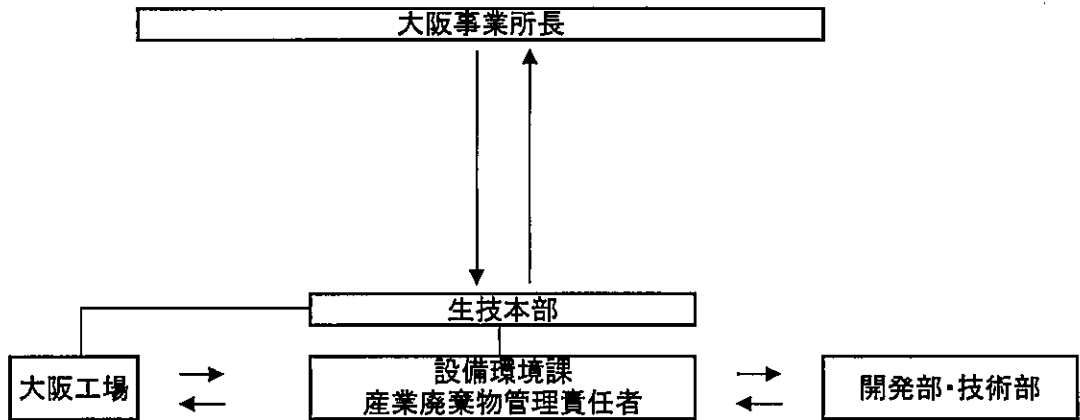 大阪事業所長
生技本部
大阪工場
設備環境課
産業廃棄物管理責任者
開発部・技術部